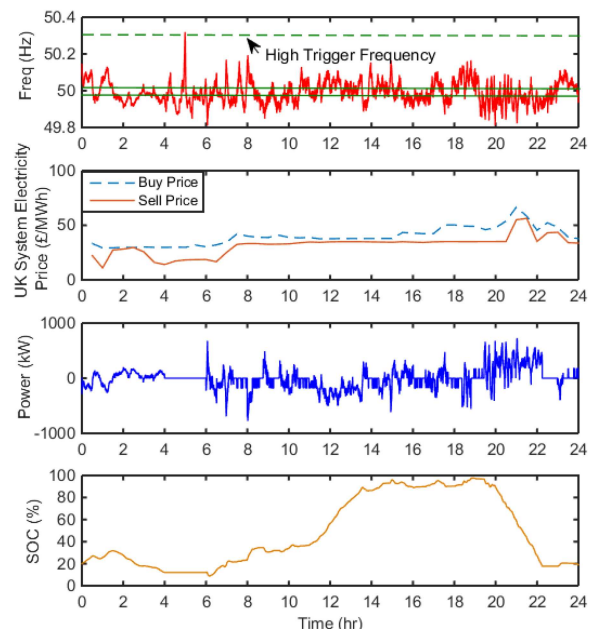 50.4
50.2
50
49.8
Freq (Hz)
High Trigger Frequency
0 2 4 6 8 10 12 14 16 18 20 22 24
100
50
0
UK System Electricity
Price (£/MWh)
Buy Price
Sell Price
0 2 4 6 8 10 12 14 16 18 20 22 24
1000
0
-1000
Power (kW)
0 2 4 6 8 10 12 14 16 18 20 22 24
100
80
60
40
20
0
SOC (%)
0 2 4 6 8 10 12 14 16 18 20 22 24
Time (hr)